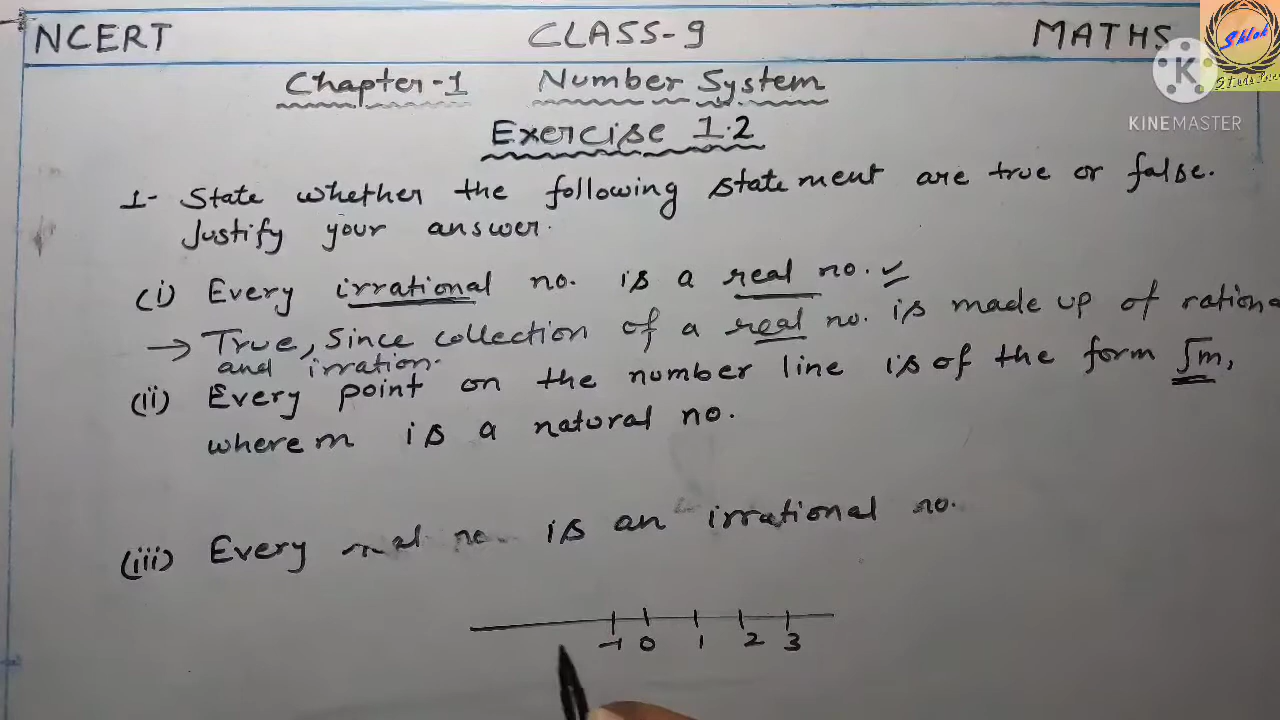 NCERT CLASS-9 MATHS
Shlok
KINEMASTER
Chapter-1 Number System
Exercise 1.2
1- State whether the following statement are true or false.
Justify your answer.
(i) Every irrational no. is a real no. ✓
→ True, Since collection of a real no. is made up of rationa
and irration.
(ii) Every point on the number line is of the form √m,
where m is a natural no.
(iii) Every real no. is an irrational no.
-1 0 1 2 3